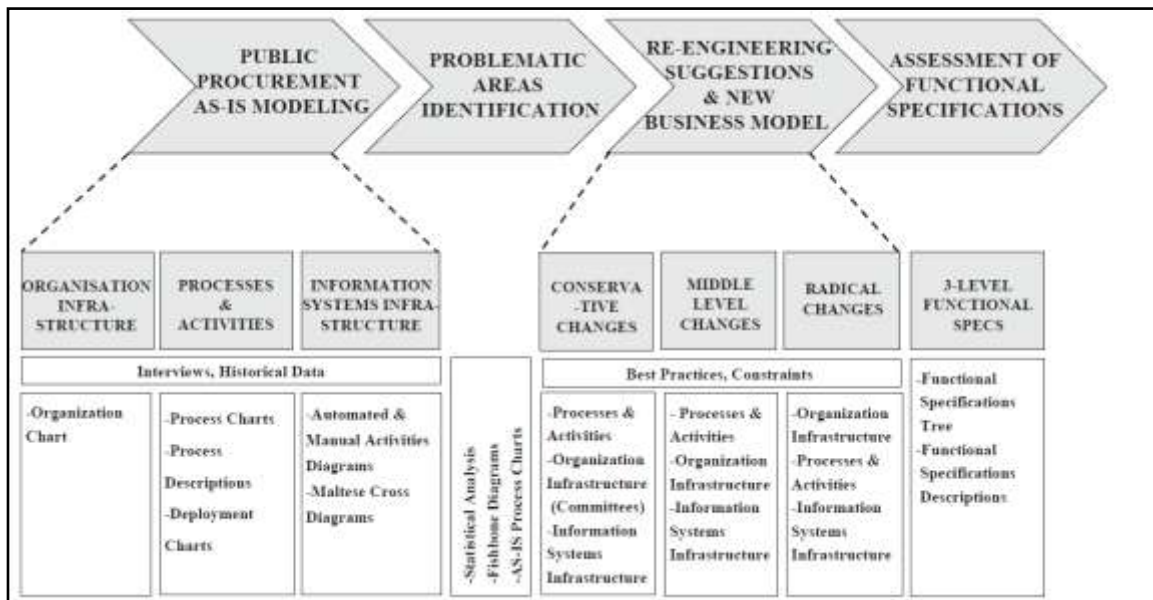 PUBLIC
PROCUREMENT
AS-IS MODELING
PROBLEMATIC
AREAS
IDENTIFICATION
RE-ENGINEERING
SUGGESTIONS
& NEW
BUSINESS MODEL
ASSESSMENT OF
FUNCTIONAL
SPECIFICATIONS
ORGANISATION
INFRA-
STRUCTURE
PROCESSES
&
ACTIVITIES
INFORMATION
SYSTEMS INFRA-
STRUCTURE
CONSERVA
-TIVE
CHANGES
MIDDLE
LEVEL
CHANGES
RADICAL
CHANGES
3-LEVEL
FUNCTIONAL
SPECS
Interviews, Historical Data
-Organization
Chart
-Process Charts
-Process
Descriptions
-Deployment
Charts
-Automated &
Manual Activities
Diagrams
-Maltese Cross
Diagrams
-Statistical Analysis
-Fishbone Diagrams
-AS-IS Process Charts
Best Practices, Constraints
-Processes &
Activities
-Organization
Infrastructure
(Committees)
-Information
Systems
Infrastructure
- Processes &
Activities
-Organization
Infrastructure
-Information
Systems
Infrastructure
-Organization
Infrastructure
-Processes &
Activities
-Information
Systems
Infrastructure
-Functional
Specifications
Tree
-Functional
Specifications
Descriptions